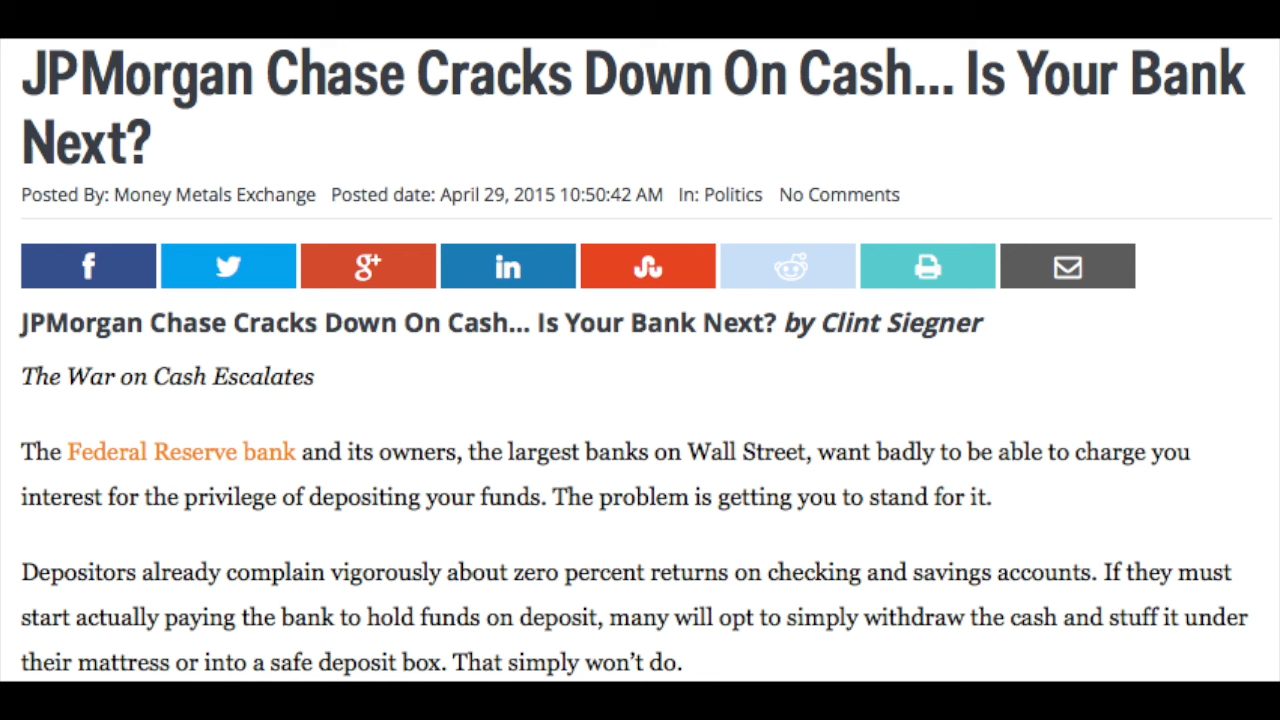 JPMorgan Chase Cracks Down On Cash... Is Your Bank
Next?
Posted By: Money Metals Exchange Posted date: April 29, 2015 10:50:42 AM In: Politics No Comments
f g+ in
JPMorgan Chase Cracks Down On Cash... Is Your Bank Next? by Clint Siegner
The War on Cash Escalates
The Federal Reserve bank and its owners, the largest banks on Wall Street, want badly to be able to charge you
interest for the privilege of depositing your funds. The problem is getting you to stand for it.
Depositors already complain vigorously about zero percent returns on checking and savings accounts. If they must
start actually paying the bank to hold funds on deposit, many will opt to simply withdraw the cash and stuff it under
their mattress or into a safe deposit box. That simply won’t do.